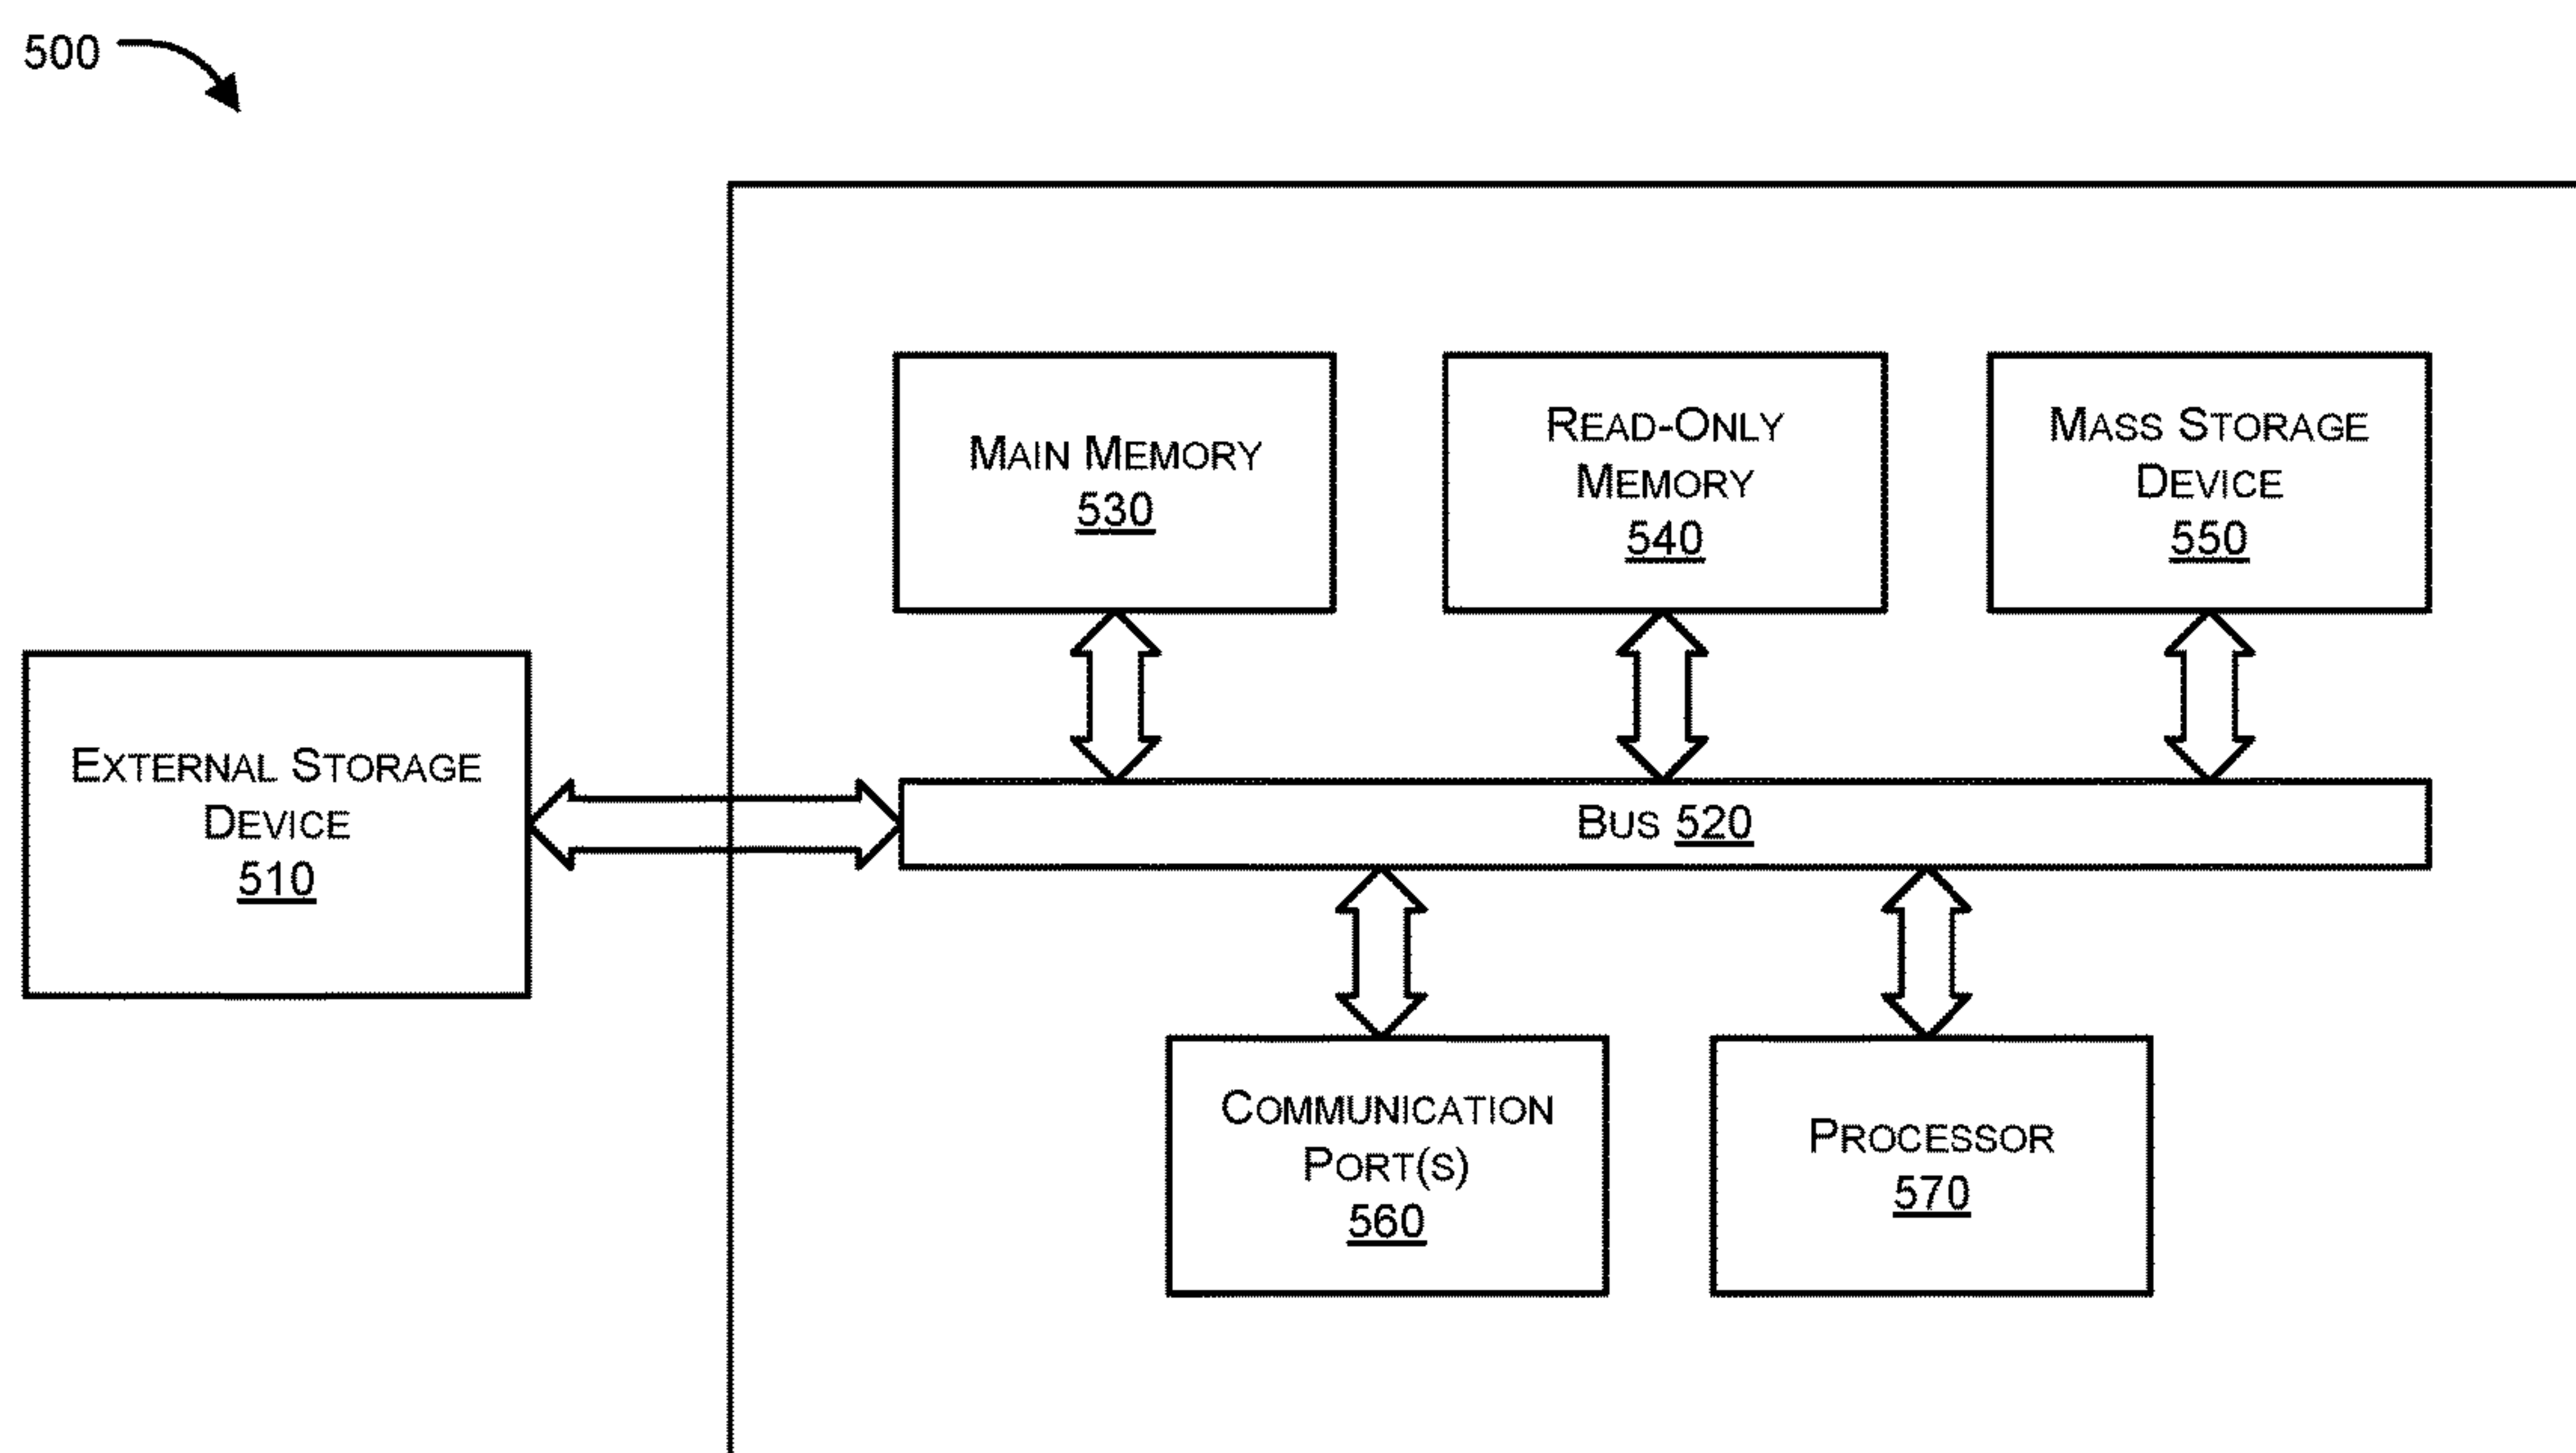 500
MAIN MEMORY
530
READ-ONLY
MEMORY
540
MASS STORAGE
DEVICE
550
EXTERNAL STORAGE
DEVICE
510
BUS 520
COMMUNICATION
PORT(S)
560
PROCESSOR
570